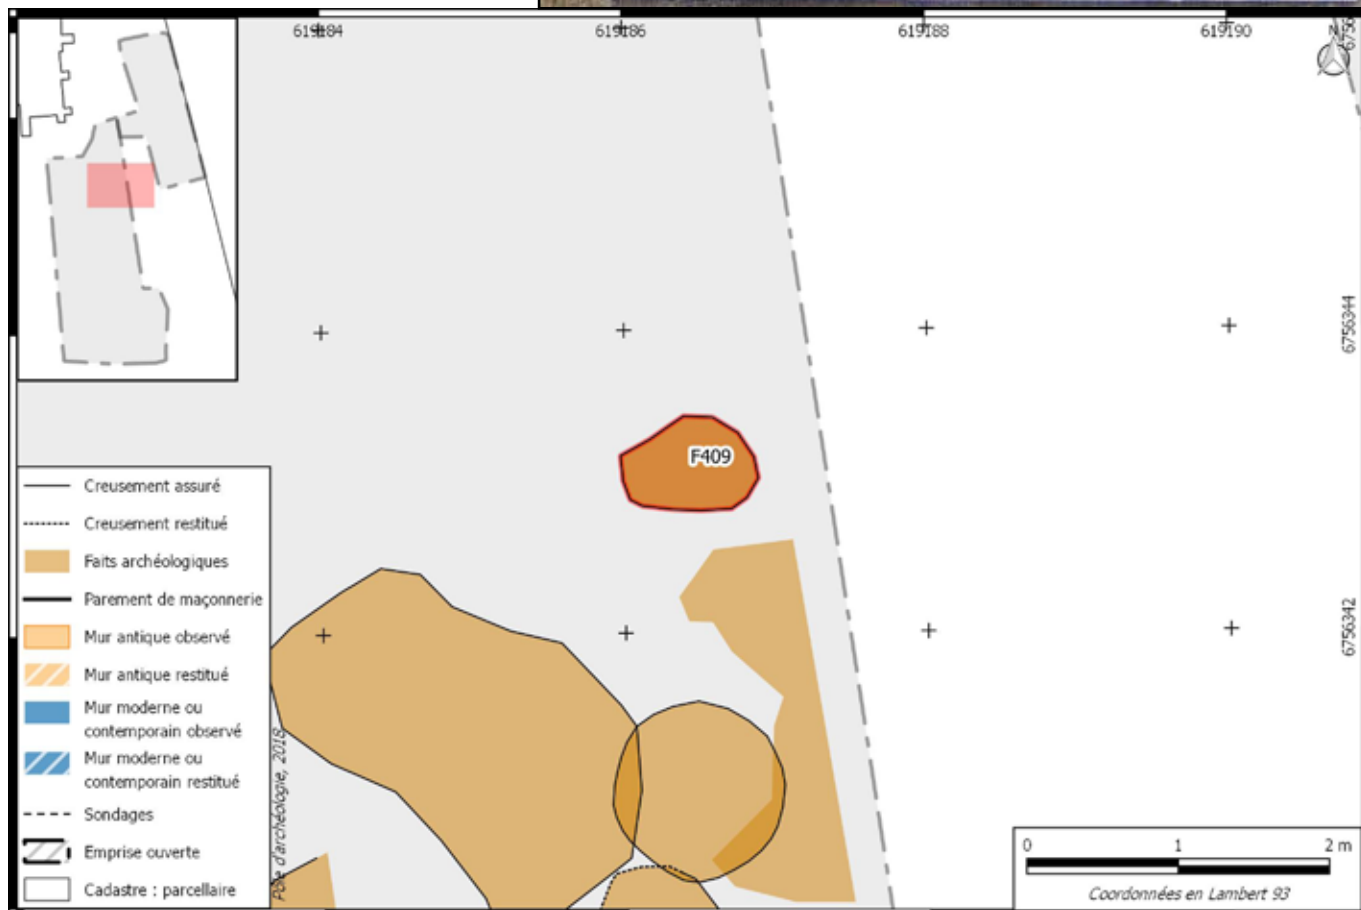 619184
619186
619188
619190
N
6756344
6756342
F409
Creusement assuré
Creusement restitué
Faits archéologiques
Parement de maçonnerie
Mur antique observé
Mur antique restitué
Mur moderne ou
contemporain observé
Mur moderne ou
contemporain restitué
Sondages
Emprise ouverte
Cadastre : parcellaire
Pôle d'archéologie, 2018
0 1 2 m
Coordonnées en Lambert 93